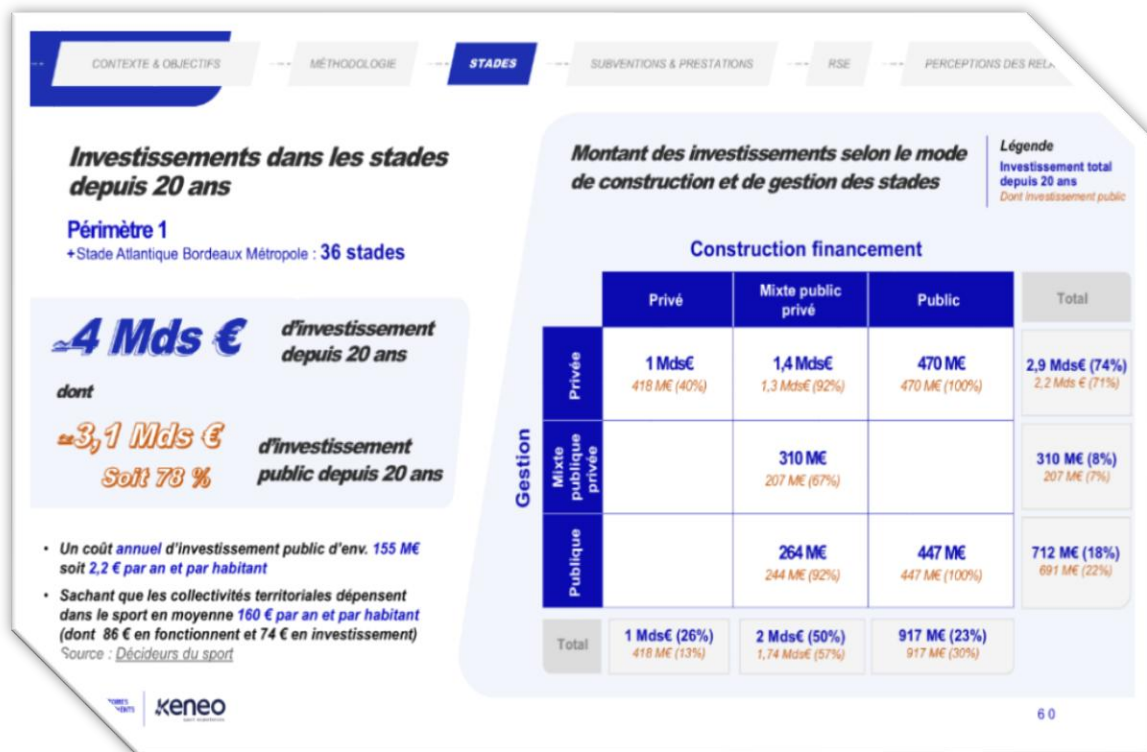 CONTEXTE & OBJECTIFS
MÉTHODOLOGIE
STADES
SUBVENTIONS & PRESTATIONS
RSE
PERCEPTIONS DES
Investissements dans les stades
depuis 20 ans
Périmètre 1
+Stade Atlantique Bordeaux Métropole : 36 stades
≃4 Mds €
d'investissement
depuis 20 ans
dont
≃3,1 Mds €
Soit 78 %
d'investissement
public depuis 20 ans
• Un coût annuel d'investissement public d'env. 155 M€
soit 2,2 € par an et par habitant
• Sachant que les collectivités territoriales dépensent
dans le sport en moyenne 160 € par an et par habitant
(dont 86 € en fonctionnent et 74 € en investissement)
Source : Décideurs du sport
Montant des investissements selon le mode
de construction et de gestion des stades
Légende
Investissement total
depuis 20 ans
Dont investissement public
Construction financement
Privé
Mixte public
privé
Public
Total
Gestion
Privée
1 Mds€
418 M€ (40%)
1,4 Mds€
1,3 Mds€ (92%)
470 M€
470 M€ (100%)
2,9 Mds€ (74%)
2,2 Mds € (71%)
Mixte
publique
privée
310 M€
207 M€ (67%)
310 M€ (8%)
207 M€ (7%)
Publique
264 M€
244 M€ (92%)
447 M€
447 M€ (100%)
712 M€ (18%)
691 M€ (22%)
Total
1 Mds€ (26%)
418 M€ (13%)
2 Mds€ (50%)
1,74 Mds€ (57%)
917 M€ (23%)
917 M€ (30%)
keneo
60